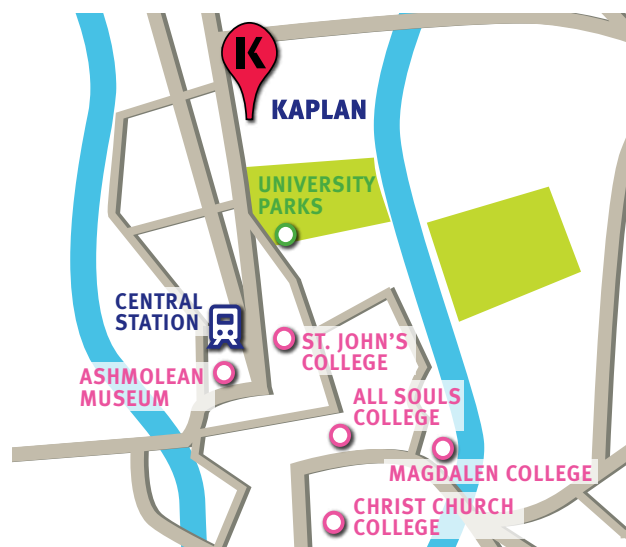 K
KAPLAN
UNIVERSITY
PARKS
CENTRAL
STATION
ST. JOHN'S
COLLEGE
ASHMOLEAN
MUSEUM
ALL SOULS
COLLEGE
MAGDALEN COLLEGE
CHRIST CHURCH
COLLEGE